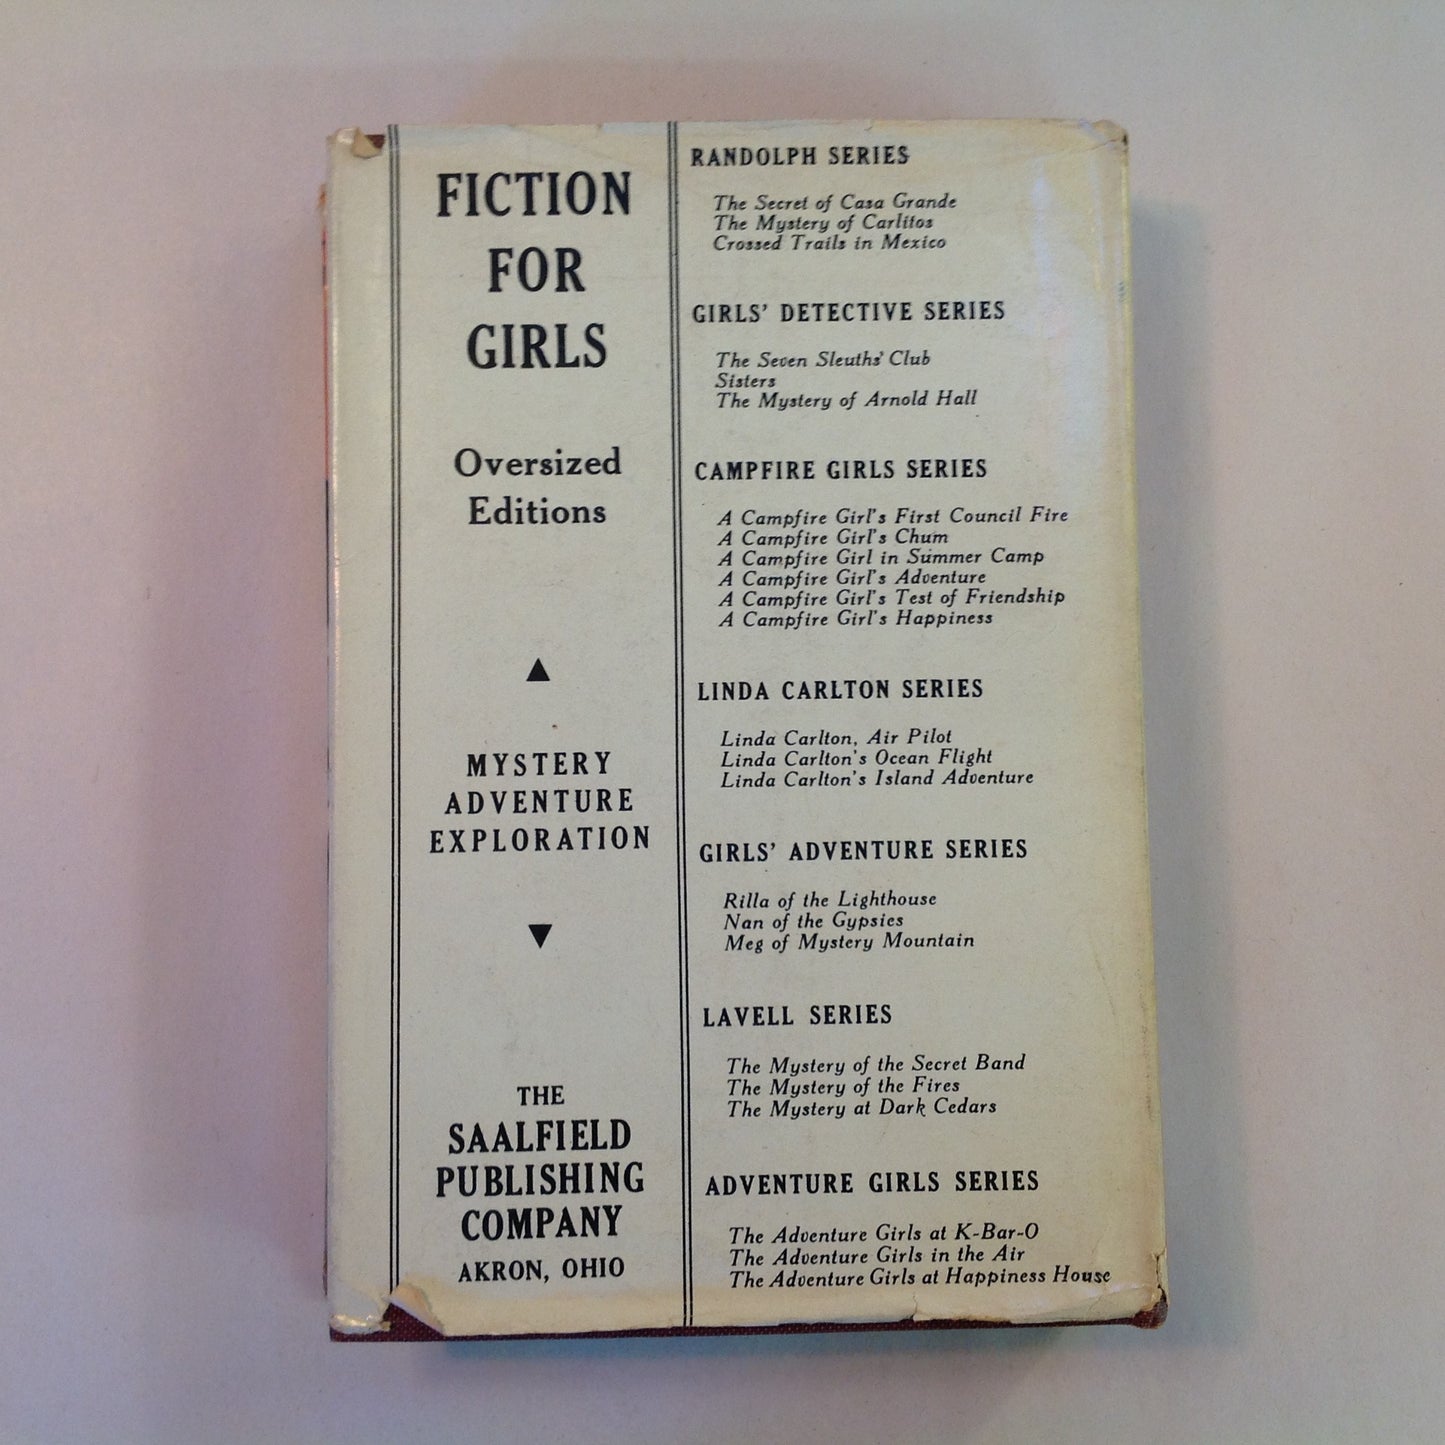 FICTION
FOR
GIRLS
Oversized
Editions
▲
MYSTERY
ADVENTURE
EXPLORATION
▼
THE
SAALFIELD
PUBLISHING
COMPANY
AKRON, OHIO
RANDOLPH SERIES
The Secret of Casa Grande
The Mystery of Carlitos
Crossed Trails in Mexico
GIRLS' DETECTIVE SERIES
The Seven Sleuths' Club
Sisters
The Mystery of Arnold Hall
CAMPFIRE GIRLS SERIES
A Campfire Girl's First Council Fire
A Campfire Girl's Chum
A Campfire Girl in Summer Camp
A Campfire Girl's Adventure
A Campfire Girl's Test of Friendship
A Campfire Girl's Happiness
LINDA CARLTON SERIES
Linda Carlton, Air Pilot
Linda Carlton's Ocean Flight
Linda Carlton's Island Adventure
GIRLS' ADVENTURE SERIES
Rilla of the Lighthouse
Nan of the Gypsies
Meg of Mystery Mountain
LAVELL SERIES
The Mystery of the Secret Band
The Mystery of the Fires
The Mystery at Dark Cedars
ADVENTURE GIRLS SERIES
The Adventure Girls at K-Bar-O
The Adventure Girls in the Air
The Adventure Girls at Happiness House